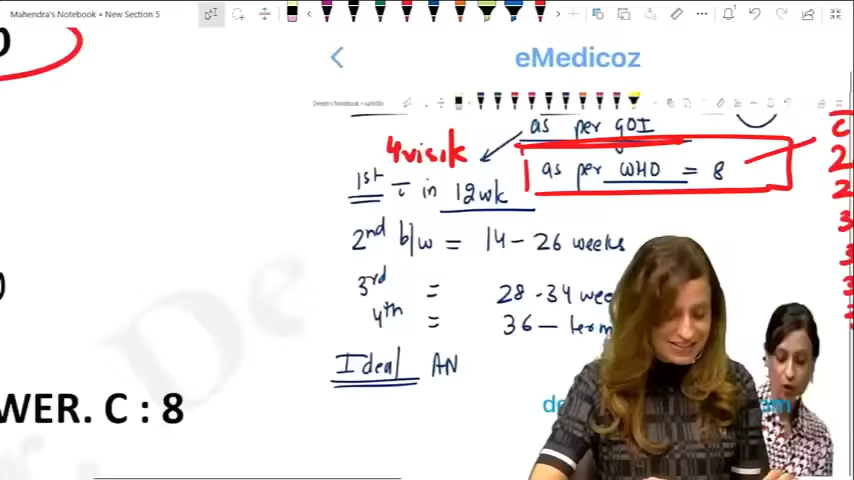 Mahendra's Notebook » New Section 5
eMedicoz
as per GOI
4 visits
as per WHO = 8
1st in 12wk
2nd b/w = 14 - 26 weeks
3rd = 28 - 34 wee
4th = 36 — term
Ideal AN
WER. C : 8